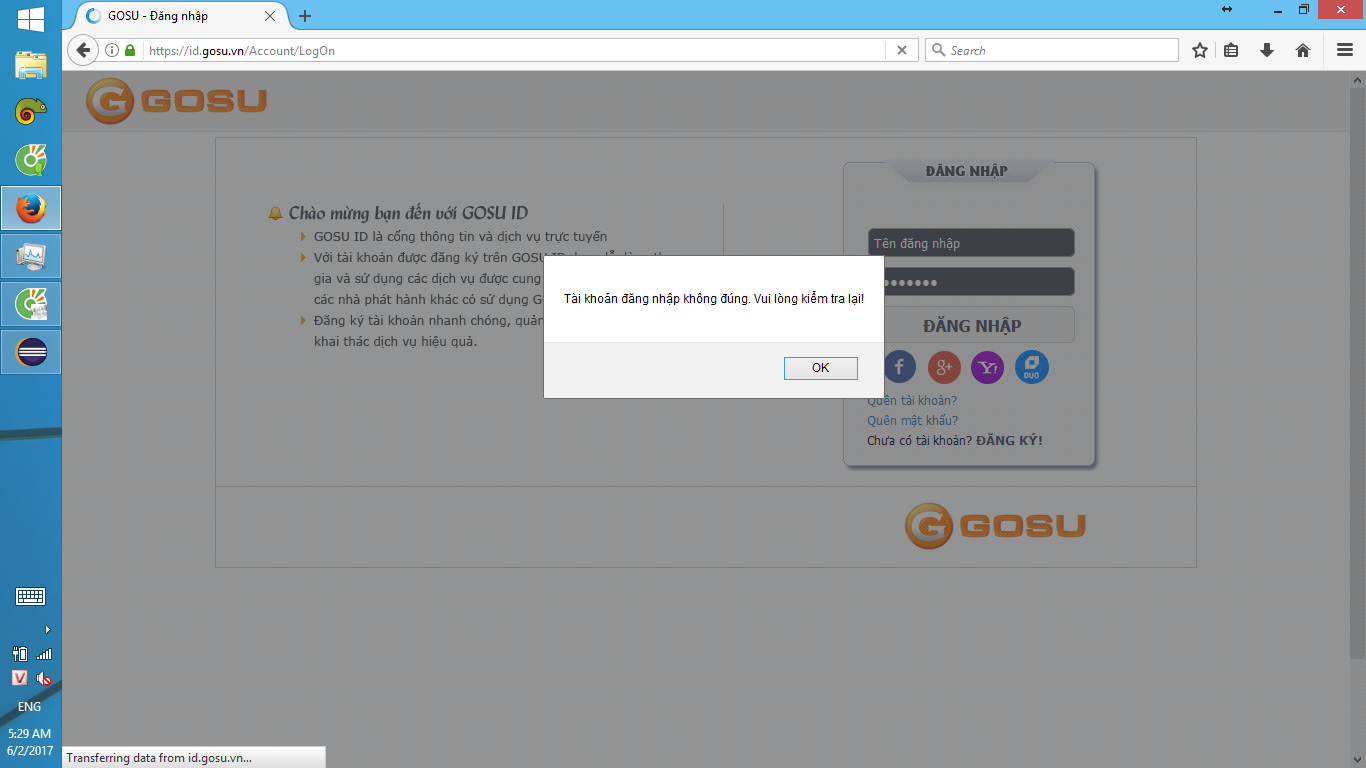 GOSU - Đăng nhập
https://id.gosu.vn/Account/LogOn
Search
GOSU
ĐĂNG NHẬP
Chào mừng bạn đến với GOSU ID
GOSU ID là cổng thông tin và dịch vụ trực tuyến
Với tài khoản được đăng ký trên GOSU ID
gia và sử dụng các dịch vụ được cung
các nhà phát hành khác có sử dụng
Đăng ký tài khoản nhanh chóng, quản
khai thác dịch vụ hiệu quả.
Tên đăng nhập
Tài khoản đăng nhập không đúng. Vui lòng kiểm tra lại!
OK
ĐĂNG NHẬP
f
g+
Y!
DUO
Quên tài khoản?
Quên mật khẩu?
Chưa có tài khoản? ĐĂNG KÝ!
GOSU
V
ENG
5:29 AM
6/2/2017
Transferring data from id.gosu.vn...